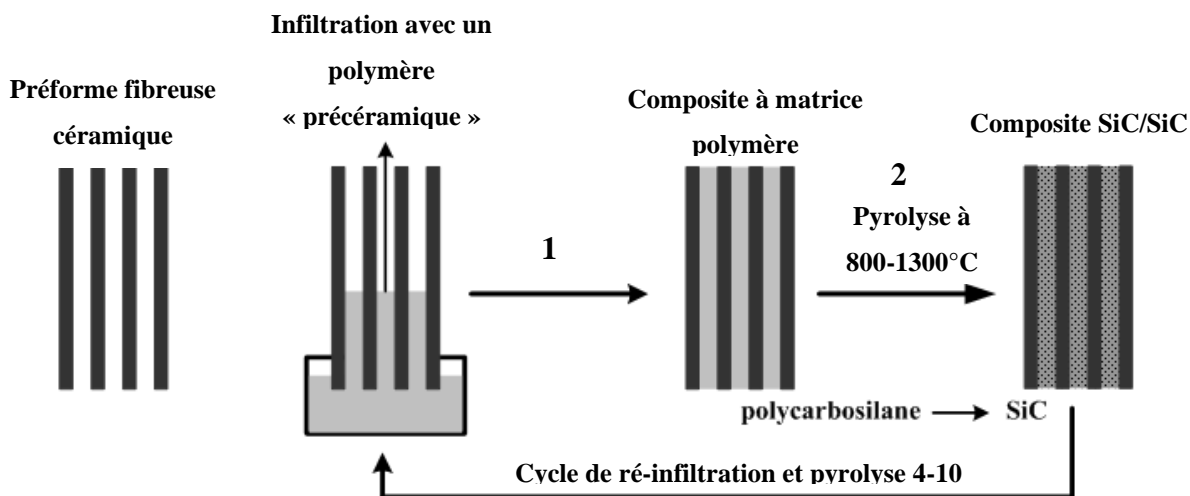 Préforme fibreuse
céramique
Infiltration avec un
polymère
« précéramique »
1
Composite à matrice
polymère
2
Pyrolyse à
800-1300°C
Composite SiC/SiC
polycarbosilane
SiC
Cycle de ré-infiltration et pyrolyse 4-10